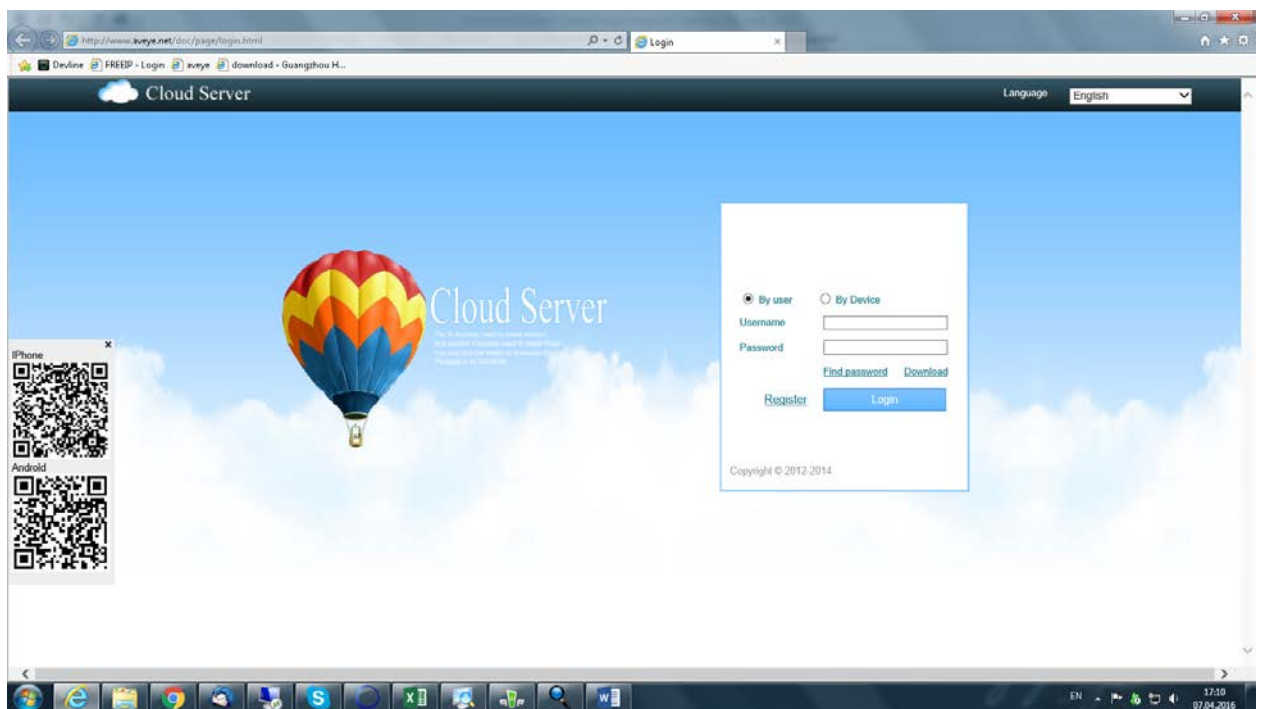 http://www.aveye.net/doc/page/login.html
Login
Devline
FREEIP - Login
aveye
download - Guangzhou H...
Cloud Server
Language
English
Cloud Server
By user
By Device
Username
Password
Find password
Download
Register
Login
Copyright © 2012-2014
IPhone
Android
EN
17:10
07.04.2016